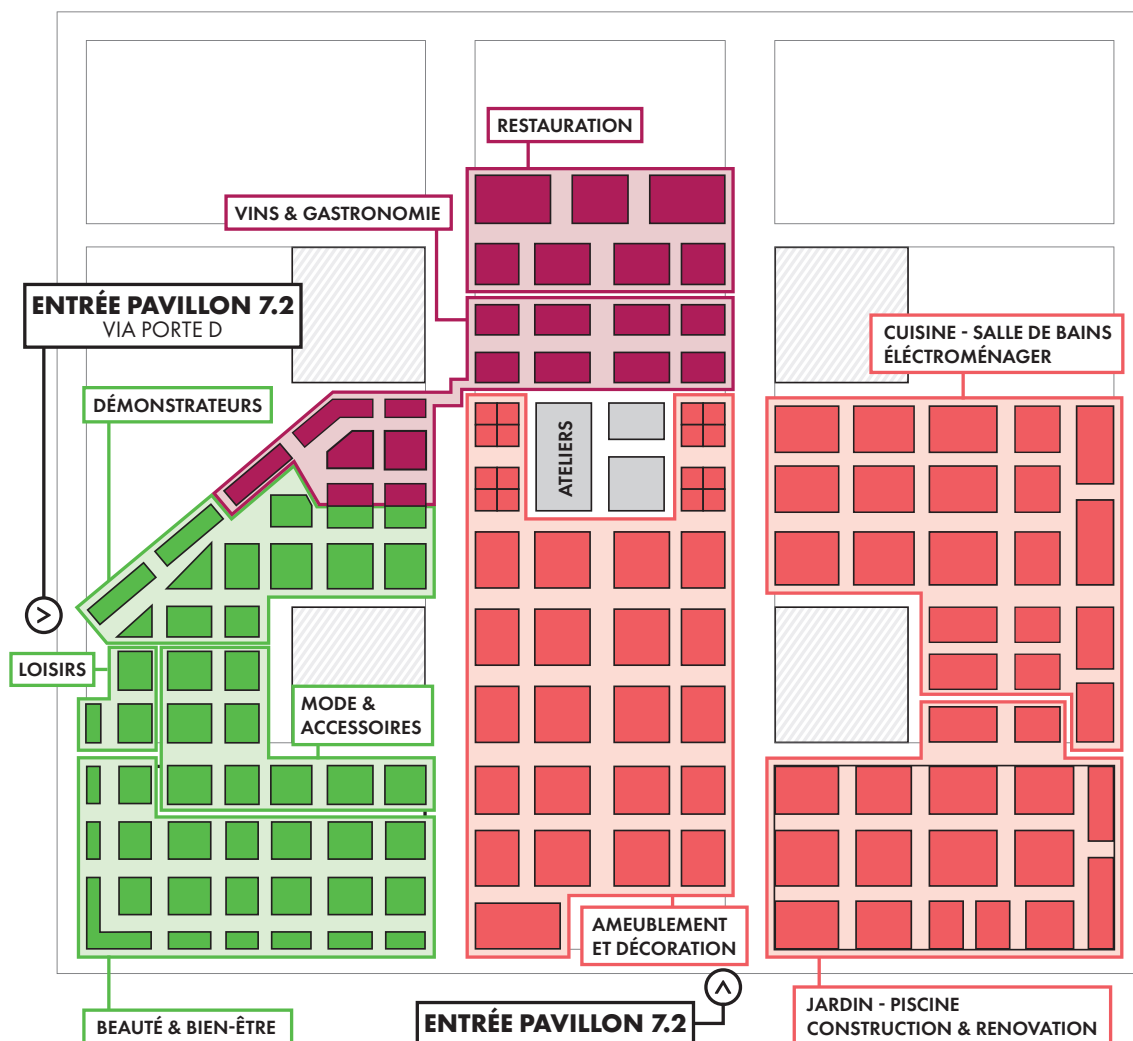 RESTAURATION
VINS & GASTRONOMIE
ENTRÉE PAVILLON 7.2
VIA PORTE D
CUISINE - SALLE DE BAINS
ÉLÉCTROMÉNAGER
DÉMONSTRATEURS
ATELIERS
LOISIRS
MODE &
ACCESSOIRES
AMEUBLEMENT
ET DÉCORATION
BEAUTÉ & BIEN-ÊTRE
ENTRÉE PAVILLON 7.2
JARDIN - PISCINE
CONSTRUCTION & RENOVATION